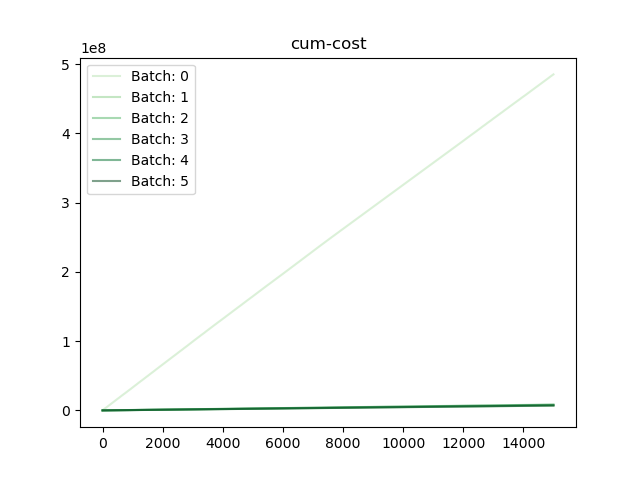 cum-cost
1e8
5
4
3
2
1
0
Batch: 0
Batch: 1
Batch: 2
Batch: 3
Batch: 4
Batch: 5
0 2000 4000 6000 8000 10000 12000 14000